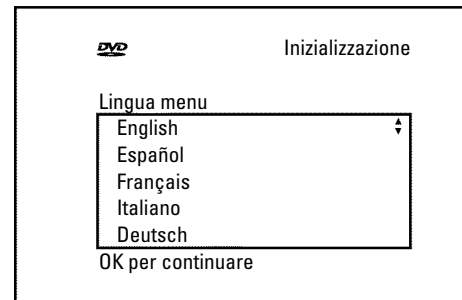 DVD
Inizializzazione
Lingua menu
English
Español
Français
Italiano
Deutsch
OK per continuare